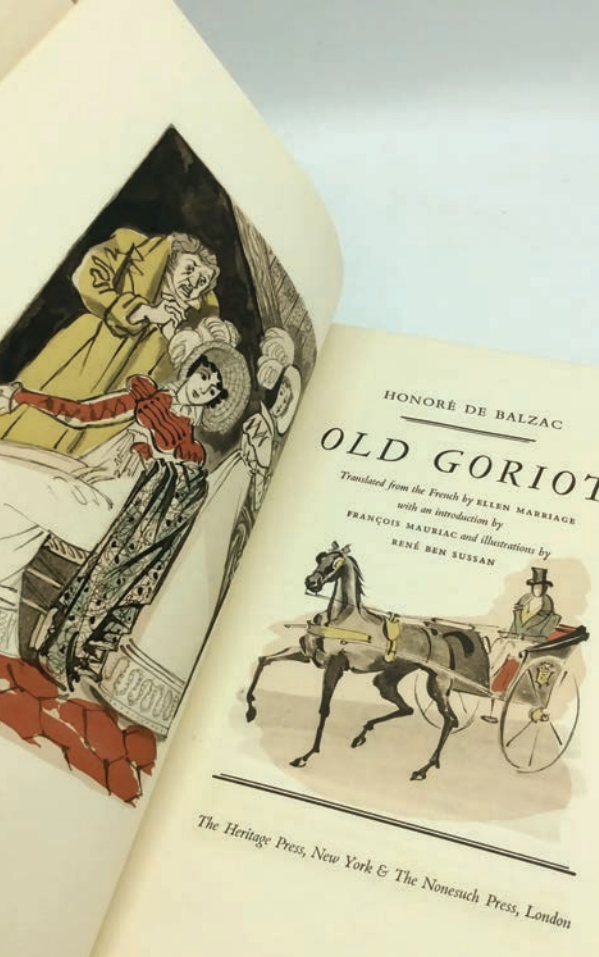 HONORÉ DE BALZAC
OLD GORIOT
Translated from the French by ELLEN MARRIAGE
with an introduction by
FRANÇOIS MAURIAC and illustrations by
RENÉ BEN SUSSAN
The Heritage Press, New York & The Nonesuch Press, London